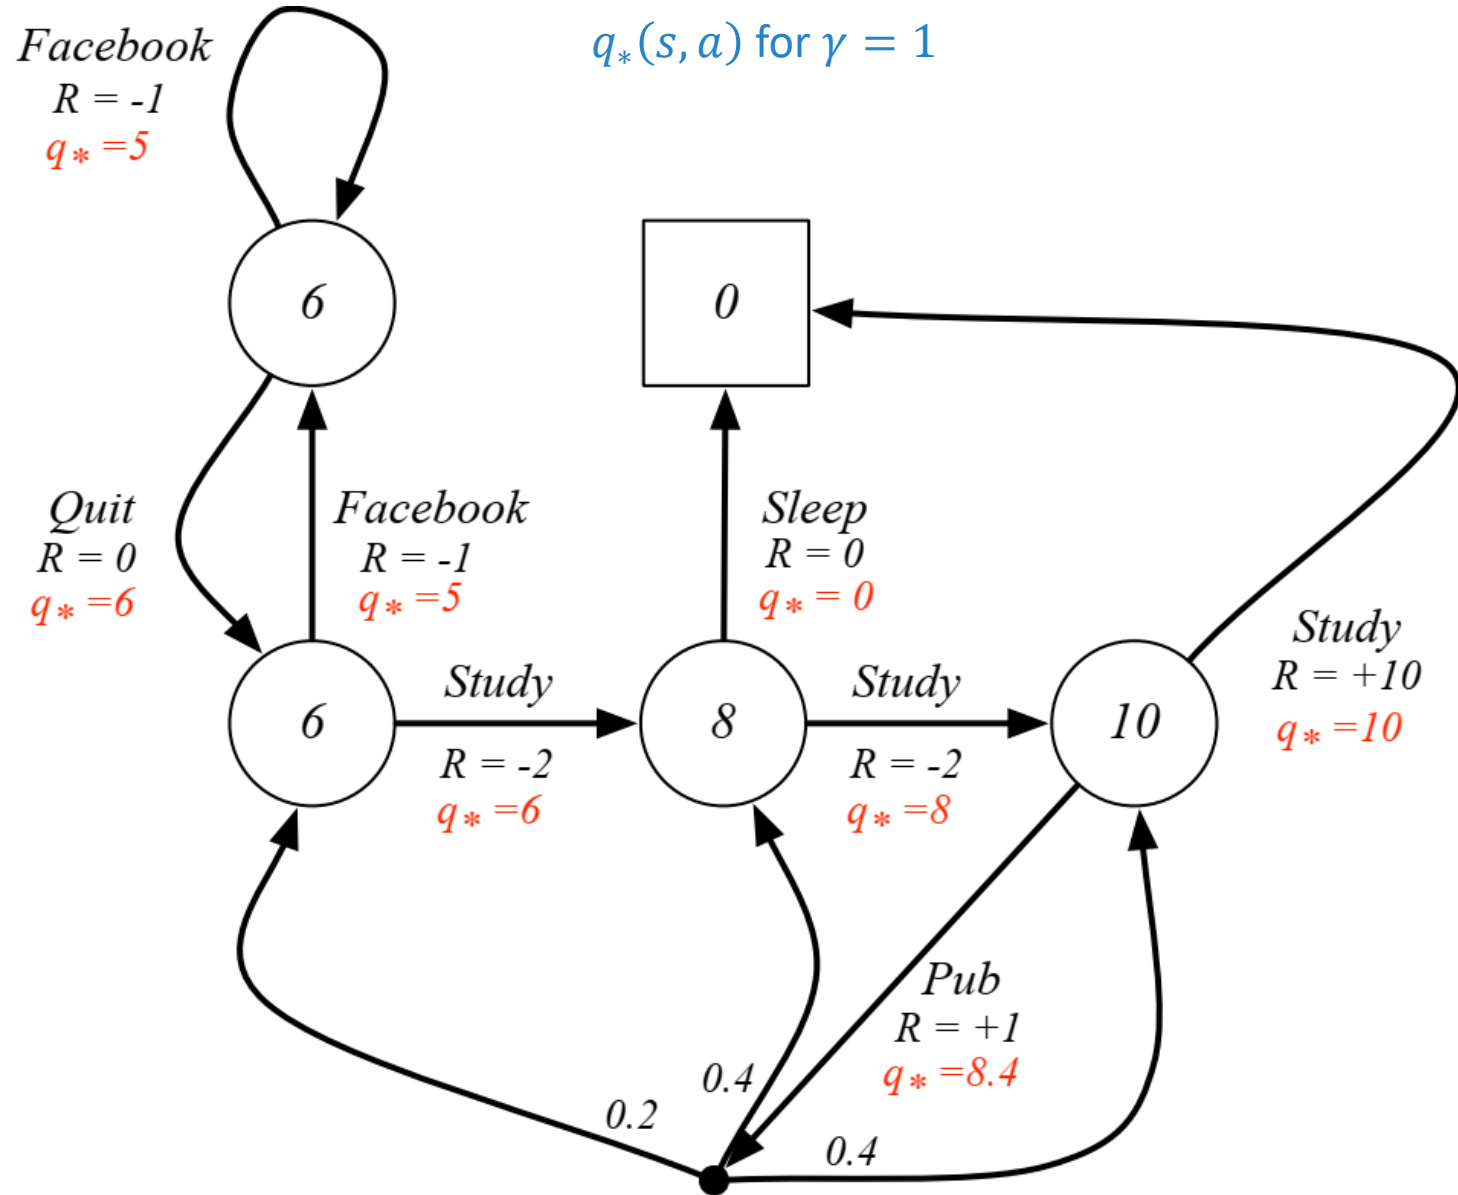 q∗(s, a) for γ = 1
Facebook
R = -1
q∗ =5
6
0
Quit
R = 0
q∗ =6
Facebook
R = -1
q∗ =5
Sleep
R = 0
q∗ = 0
Study
R = +10
q∗ =10
6
Study
R = -2
q∗ =6
8
Study
R = -2
q∗ =8
10
Pub
R = +1
q∗ =8.4
0.2
0.4
0.4